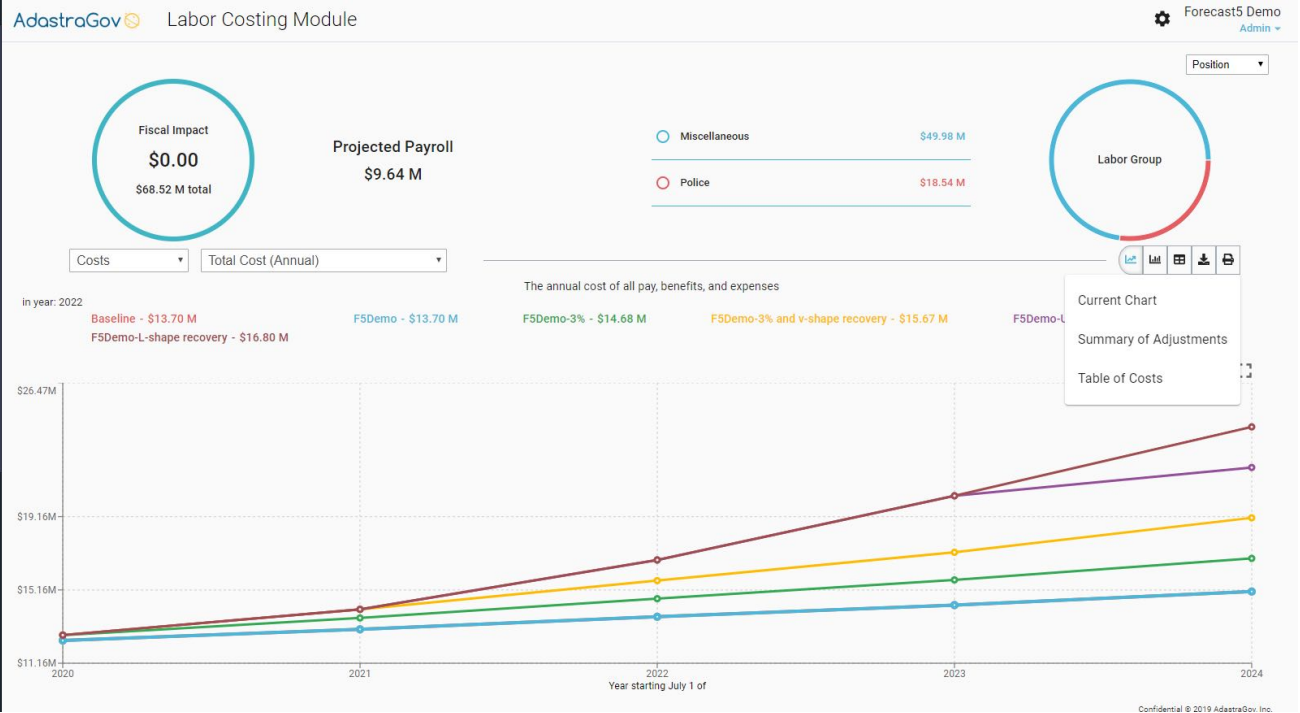 AdastraGov Labor Costing Module
Forecast5 Demo
Admin
Position
Fiscal Impact
$0.00
$68.52 M total
Projected Payroll
$9.64 M
Miscellaneous $49.98 M
Police $18.54 M
Labor Group
Costs Total Cost (Annual)
The annual cost of all pay, benefits, and expenses
in year: 2022
Baseline - $13.70 M F5Demo - $13.70 M F5Demo-3% - $14.68 M F5Demo-3% and v-shape recovery - $15.67 M F5Demo-
F5Demo-L-shape recovery - $16.80 M
Current Chart
Summary of Adjustments
Table of Costs
$26.47M
$19.16M
$15.16M
$11.16M
2020 2021 2022 2023 2024
Year starting July 1 of
Confidential © 2019 AdastraGov, Inc.